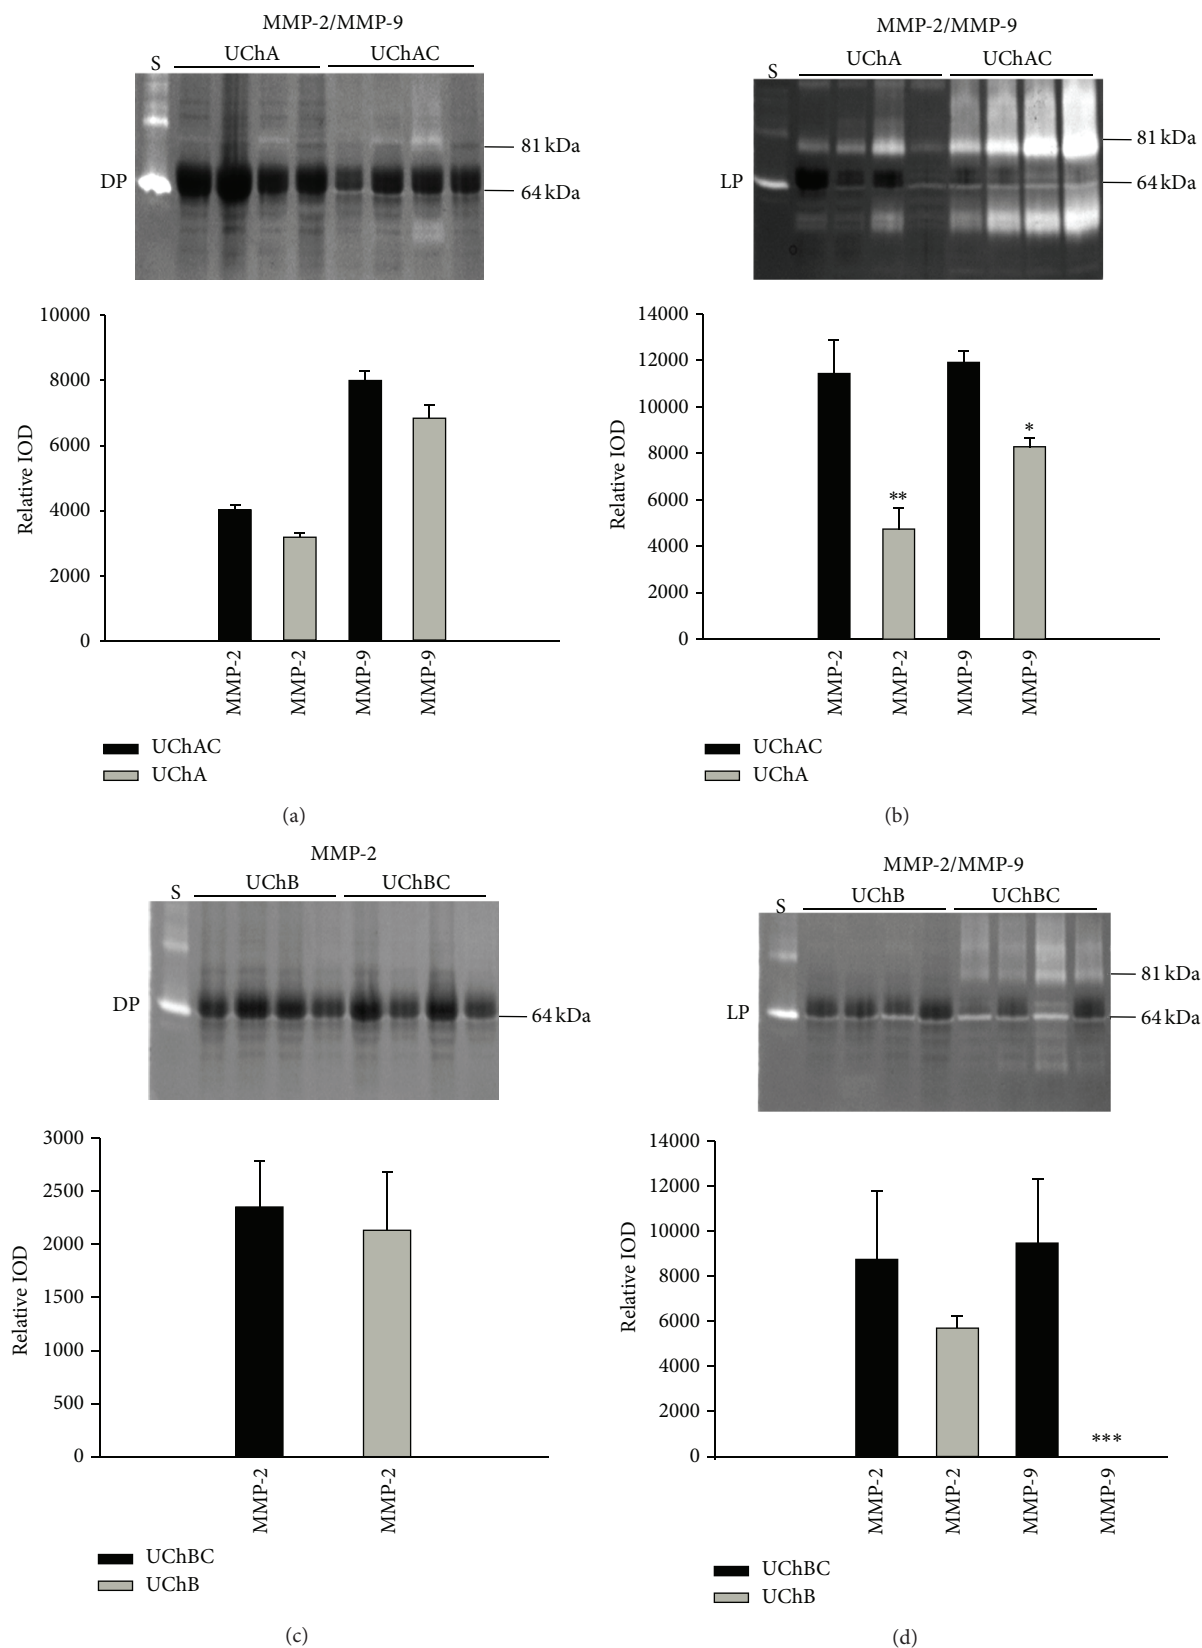 MMP-2/MMP-9
S UChA UChAC
DP
81 kDa
64 kDa
10000
8000
6000
4000
2000
0
Relative IOD
MMP-2 MMP-2 MMP-9 MMP-9
UChAC
UChA
(a)
MMP-2/MMP-9
S UChA UChAC
LP
81 kDa
64 kDa
14000
12000
10000
8000
6000
4000
2000
0
Relative IOD
**
*
MMP-2 MMP-2 MMP-9 MMP-9
UChAC
UChA
(b)
MMP-2
S UChB UChBC
DP
64 kDa
3000
2500
2000
1500
1000
500
0
Relative IOD
MMP-2 MMP-2
UChBC
UChB
(c)
MMP-2/MMP-9
S UChB UChBC
LP
81 kDa
64 kDa
14000
12000
10000
8000
6000
4000
2000
0
Relative IOD
***
MMP-2 MMP-2 MMP-9 MMP-9
UChBC
UChB
(d)